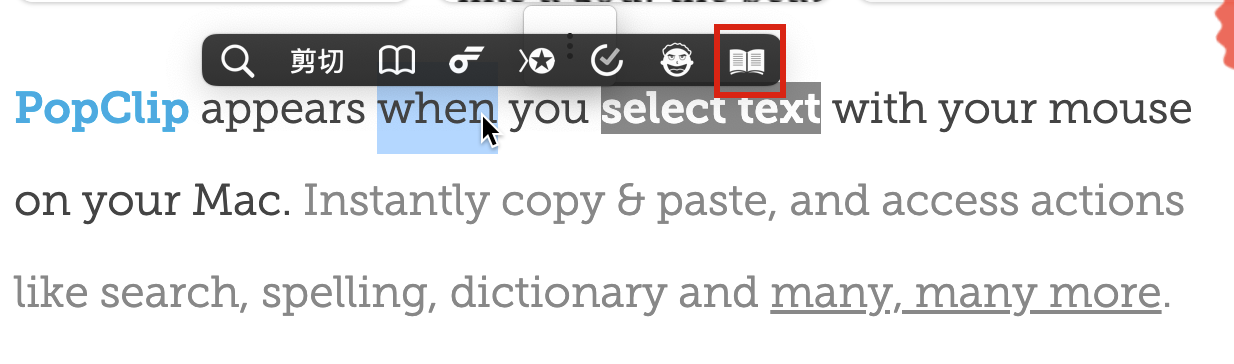 剪切
PopClip appears when you select text with your mouse
on your Mac. Instantly copy & paste, and access actions
like search, spelling, dictionary and many, many more.